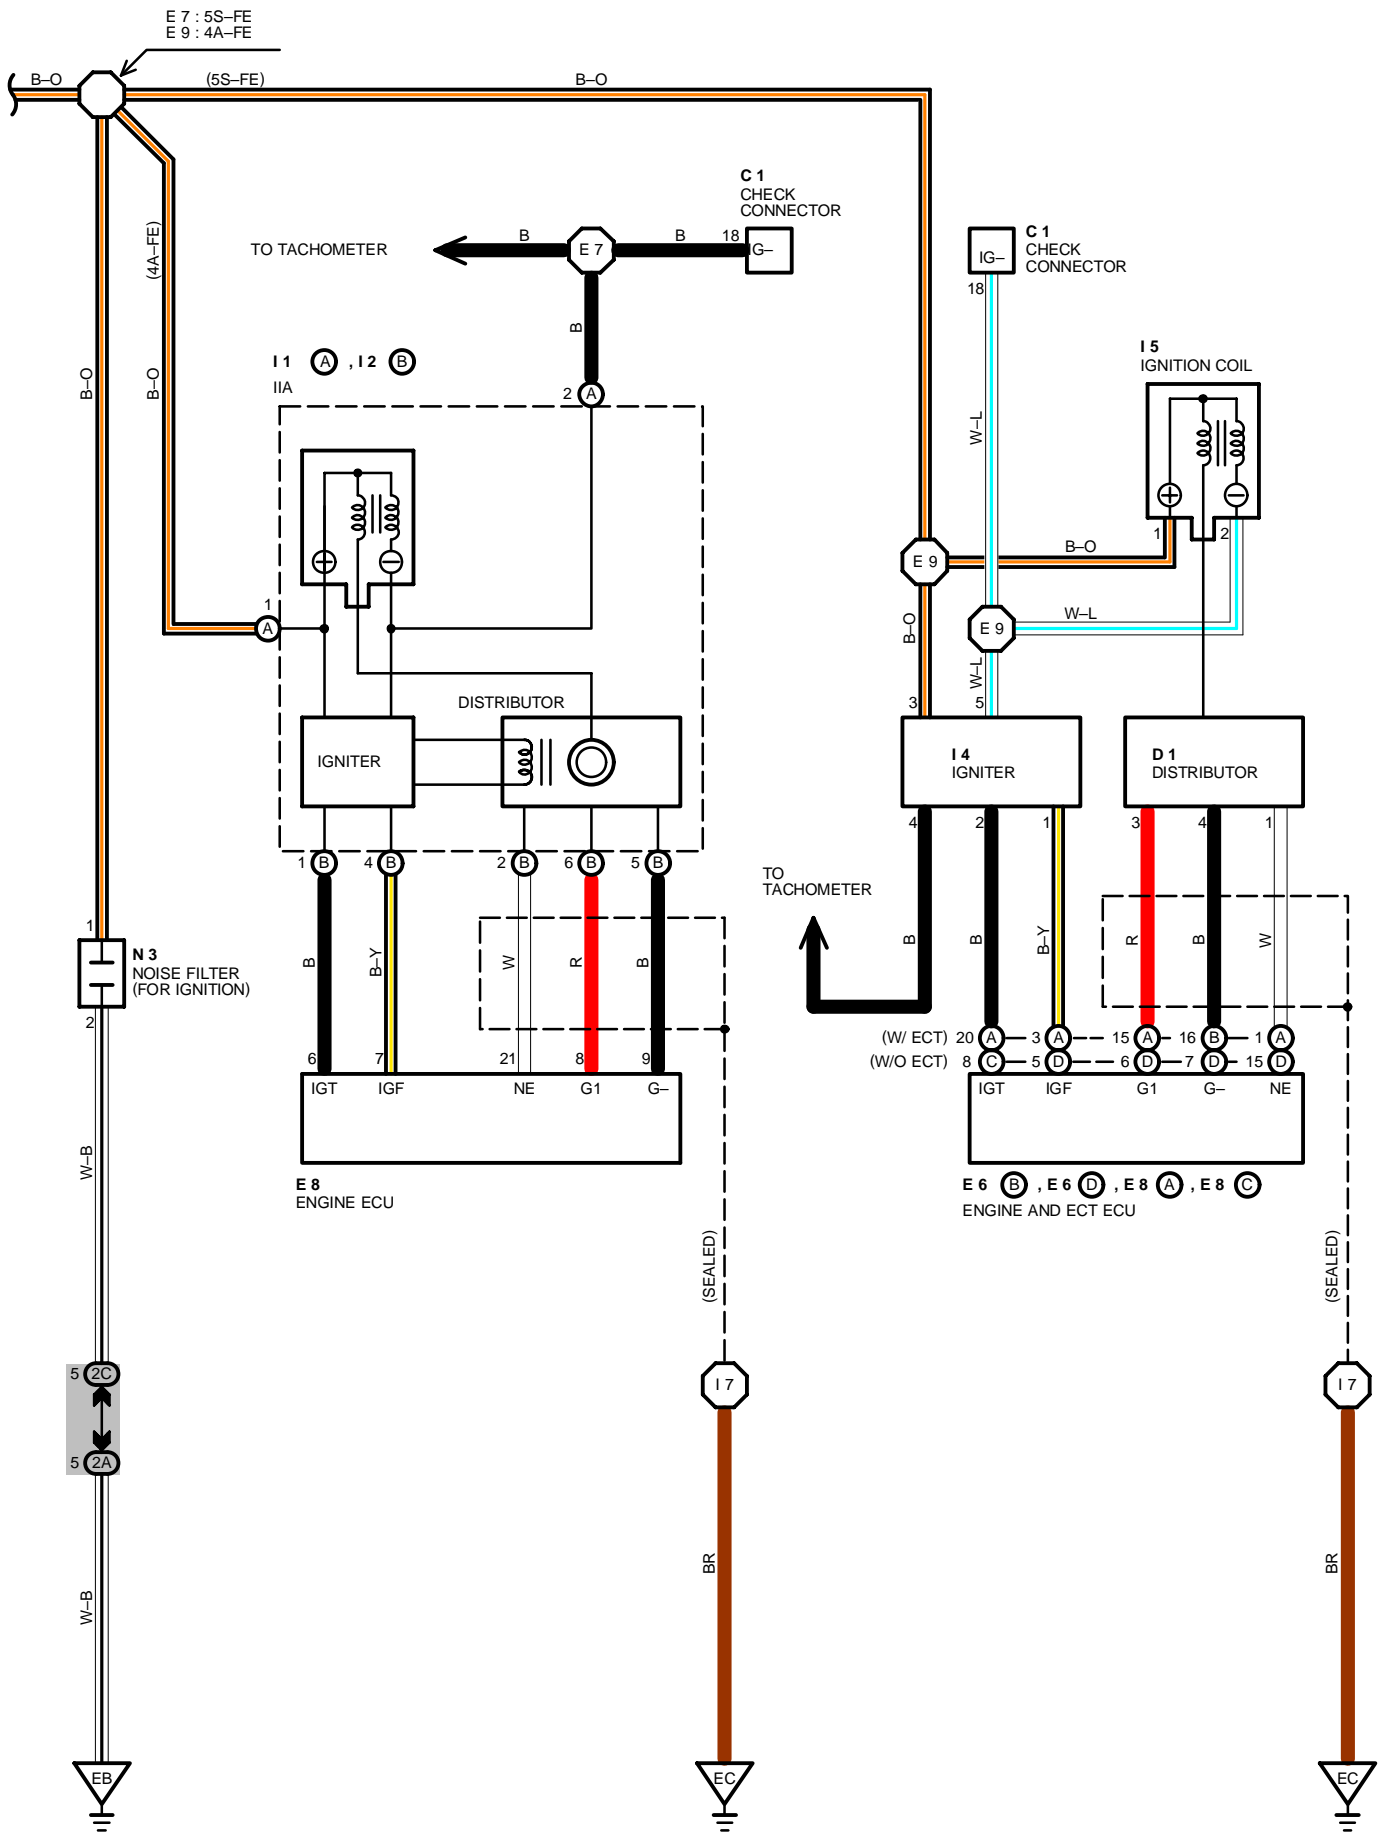 E 7 : 5S–FE
E 9 : 4A–FE
B–O
(5S–FE)
B–O
C 1
CHECK
CONNECTOR
(4A–FE)
TO TACHOMETER
B
E 7
B
18
IG–
C 1
CHECK
CONNECTOR
IG–
18
B
I 1 A , I 2 B
IIA
B–O
B–O
2 A
I 5
IGNITION COIL
W–L
+
–
1
2
B–O
E 9
+
–
1
A
B–O
E 9
W–L
W–L
3
5
DISTRIBUTOR
IGNITER
I 4
IGNITER
D 1
DISTRIBUTOR
4
2
1
3
4
1
1 B
4 B
2 B
6 B
5 B
TO
TACHOMETER
1
N 3
NOISE FILTER
(FOR IGNITION)
2
B
B–Y
W
R
B
B
B
B–Y
R
B
W
(W/ ECT) 20 A 3 A 15 A 16 B 1 A
(W/O ECT) 8 C 5 D 6 D 7 D 15 D
6
7
21
8
9
IGT
IGF
NE
G1
G–
IGT
IGF
G1
G–
NE
W–B
E 8
ENGINE ECU
E 6 B , E 6 D , E 8 A , E 8 C
ENGINE AND ECT ECU
(SEALED)
(SEALED)
5 2C
I 7
I 7
5 2A
W–B
BR
BR
EB
EC
EC